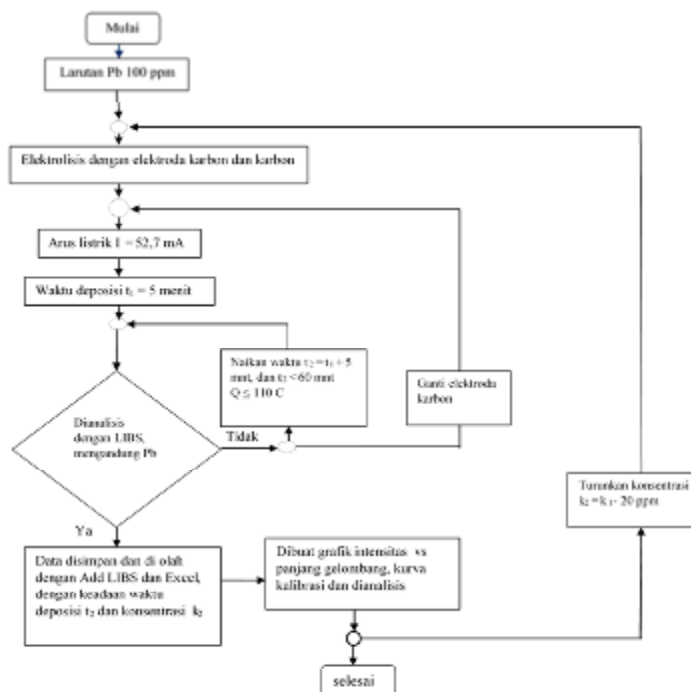 Mulai
Larutan Pb 100 ppm
Elektrolisis dengan elektroda karbon dan karbon
Arus listrik I = 52,7 mA
Waktu deposisi t₁ = 5 menit
Naikan waktu t₂ = t₁ + 5
mnt, dan t₂ < 60 mnt
Q ≤ 110 C
Ganti elektroda
karbon
Dianalisis
dengan LIBS,
mengandung Pb
Tidak
Turunkan konsentrasi
k₂ = k₁ - 20 ppm
Ya
Data disimpan dan di olah
dengan Add LIBS dan Excel,
dengan keadaan waktu
deposisi t₂ dan konsentrasi k₂
Dibuat grafik intensitas vs
panjang gelombang, kurva
kalibrasi dan dianalisis
selesai